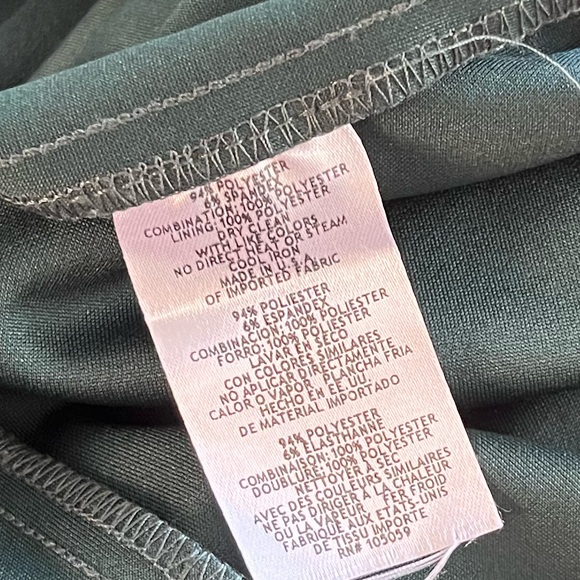 94% POLYESTER
6% SPANDEX
COMBINATION: 100% POLYESTER
LINING: 100% POLYESTER
DRY CLEAN
WITH LIKE COLORS
NO DIRECT HEAT OR STEAM
COOL IRON
MADE IN U.S.A.
OF IMPORTED FABRIC
94% POLIESTER
6% ESPANDEX
COMBINACIÓN: 100% POLIESTER
FORRO: 100% POLIESTER
LAVAR EN SECO
CON COLORES SIMILARES
NO APLICAR DIRECTAMENTE
CALOR O VAPOR. PLANCHA FRIA
HECHO EN EE.UU
DE MATERIAL IMPORTADO
94% POLYESTER
6% ELASTHANNE
COMBINAISON: 100% POLYESTER
DOUBLURE: 100% POLYESTER
NETTOYER À SEC
AVEC DES COULEURS SIMILAIRES
NE PAS DIRIGER LA CHALEUR
OU LA VAPEUR. FER FROID
FABRIQUE AUX ETATS-UNIS
DE TISSU IMPORTE
RN# 105059